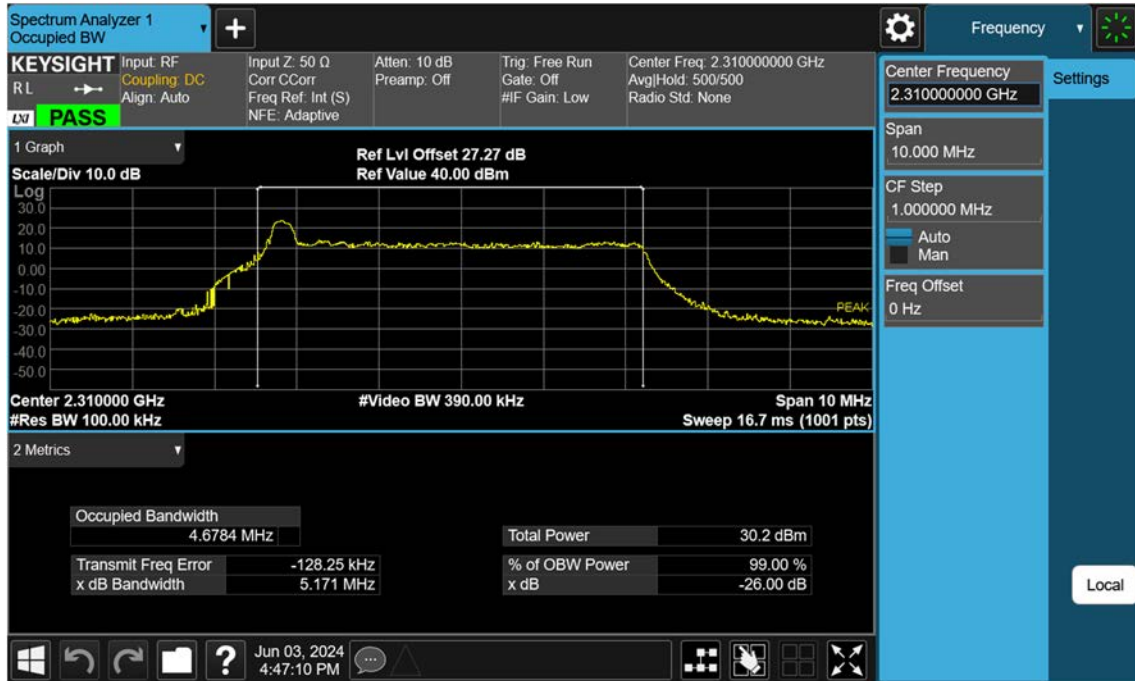 Spectrum Analyzer 1
Occupied BW
+
Frequency
KEYSIGHT
R L
LXI PASS
Input: RF
Coupling: DC
Align: Auto
Input Z: 50 Ω
Corr CCorr
Freq Ref: Int (S)
NFE: Adaptive
Atten: 10 dB
Preamp: Off
Trig: Free Run
Gate: Off
#IF Gain: Low
Center Freq: 2.310000000 GHz
Avg|Hold: 500/500
Radio Std: None
1 Graph
Scale/Div 10.0 dB
Ref Lvl Offset 27.27 dB
Ref Value 40.00 dBm
Log
30.0
20.0
10.0
0.00
-10.0
-20.0
-30.0
-40.0
-50.0
PEAK
Center 2.310000 GHz
#Res BW 100.00 kHz
#Video BW 390.00 kHz
Span 10 MHz
Sweep 16.7 ms (1001 pts)
2 Metrics
Occupied Bandwidth
4.6784 MHz
Transmit Freq Error -128.25 kHz
x dB Bandwidth 5.171 MHz
Total Power 30.2 dBm
% of OBW Power 99.00 %
x dB -26.00 dB
?
Jun 03, 2024
4:47:10 PM
Center Frequency
2.310000000 GHz
Span
10.000 MHz
CF Step
1.000000 MHz
Auto
Man
Freq Offset
0 Hz
Settings
Local